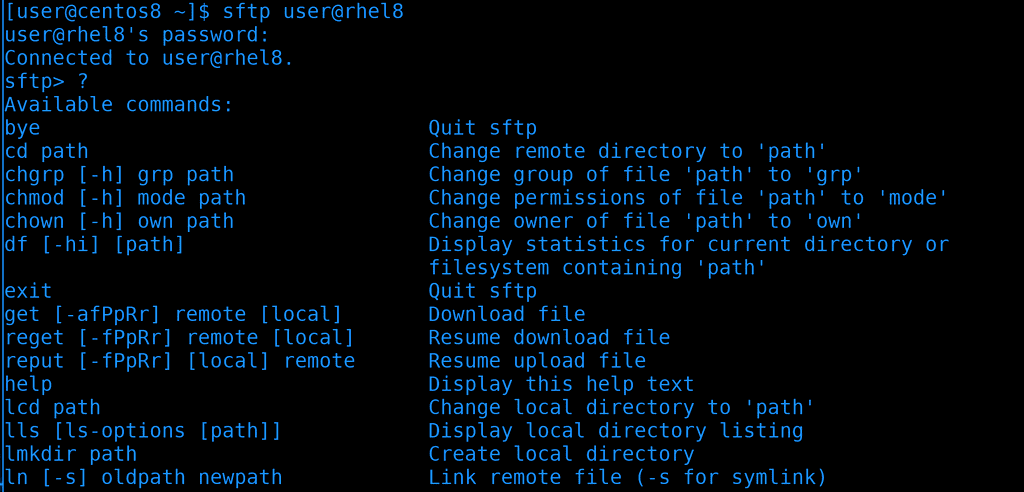 [user@centos8 ~]$ sftp user@rhel8
user@rhel8's password:
Connected to user@rhel8.
sftp> ?
Available commands:
bye                                Quit sftp
cd path                            Change remote directory to 'path'
chgrp [-h] grp path                Change group of file 'path' to 'grp'
chmod [-h] mode path               Change permissions of file 'path' to 'mode'
chown [-h] own path                Change owner of file 'path' to 'own'
df [-hi] [path]                    Display statistics for current directory or
                                   filesystem containing 'path'
exit                               Quit sftp
get [-afPpRr] remote [local]       Download file
reget [-fPpRr] remote [local]      Resume download file
reput [-fPpRr] [local] remote      Resume upload file
help                               Display this help text
lcd path                           Change local directory to 'path'
lls [ls-options [path]]            Display local directory listing
lmkdir path                        Create local directory
ln [-s] oldpath newpath            Link remote file (-s for symlink)